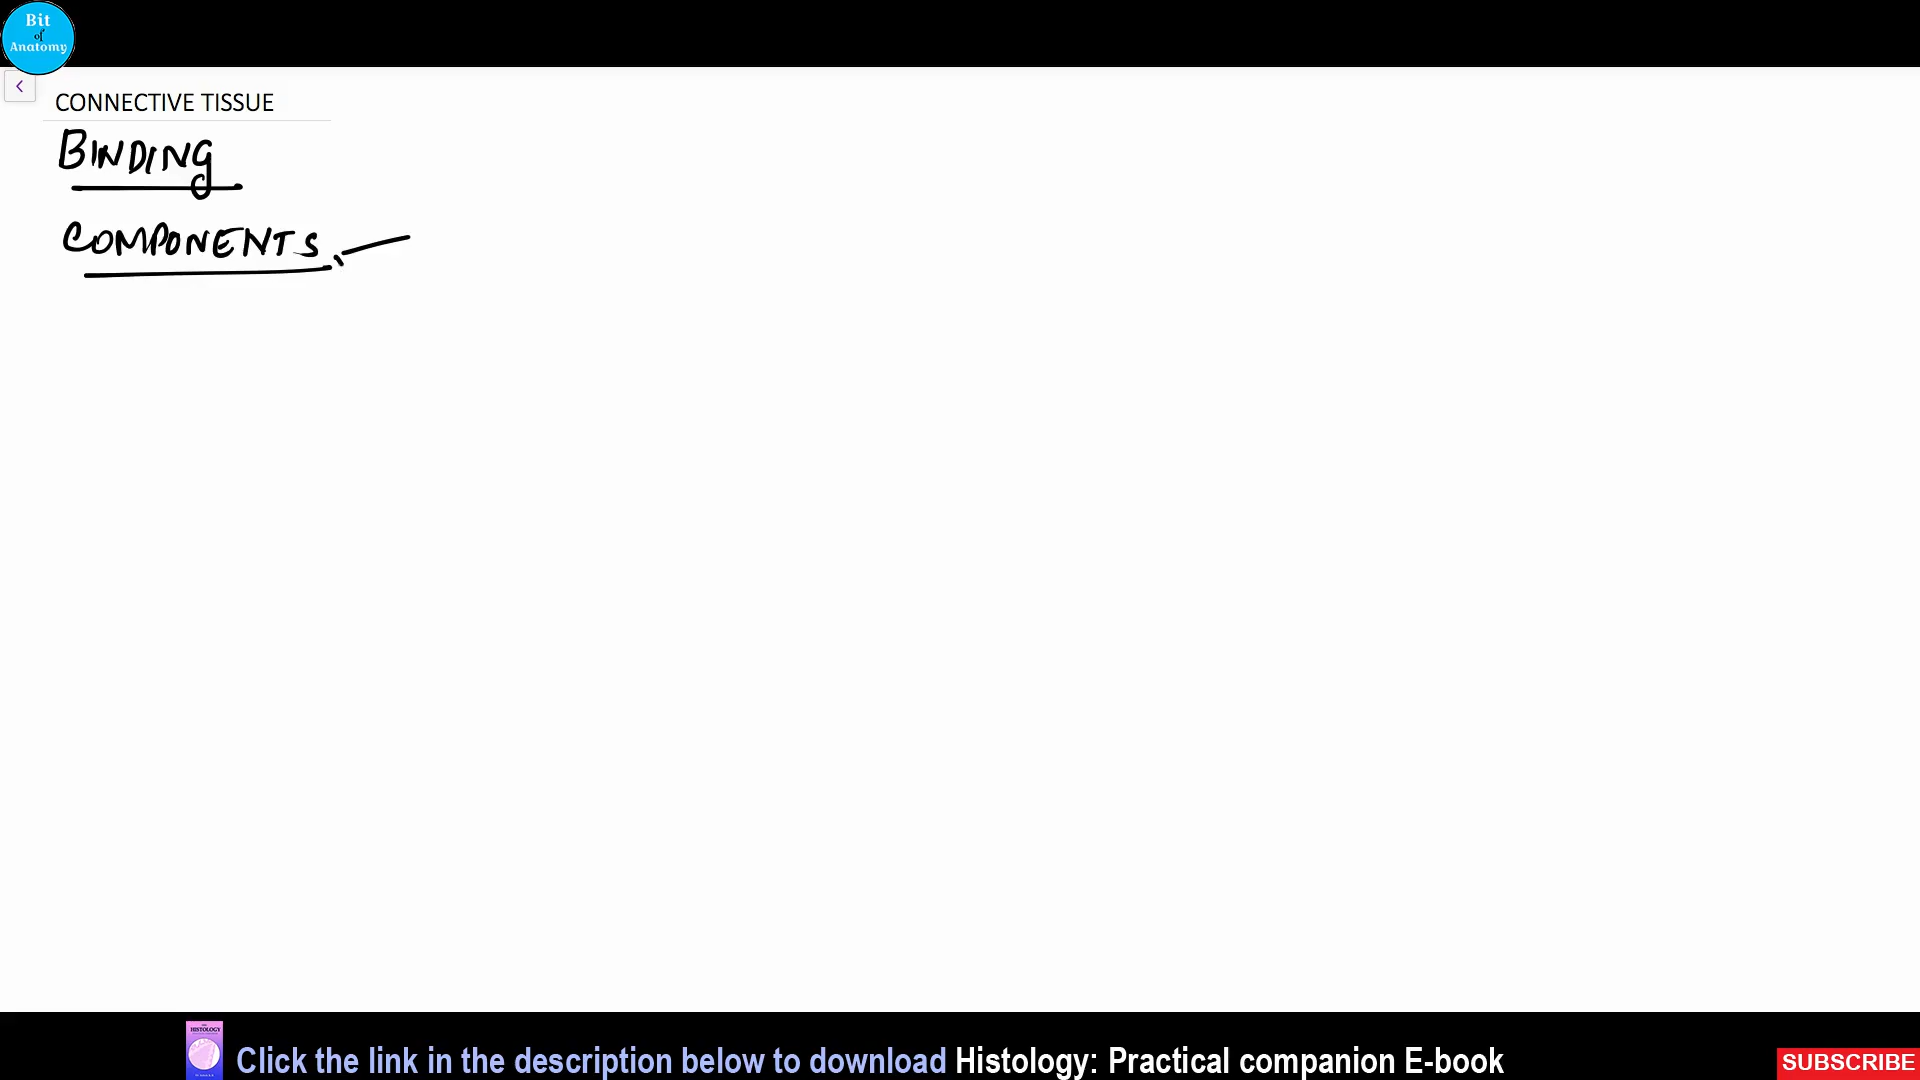 Bit
of
Anatomy
CONNECTIVE TISSUE
BINDING
COMPONENTS
HISTOLOGY
Click the link in the description below to download Histology: Practical companion E-book
SUBSCRIBE